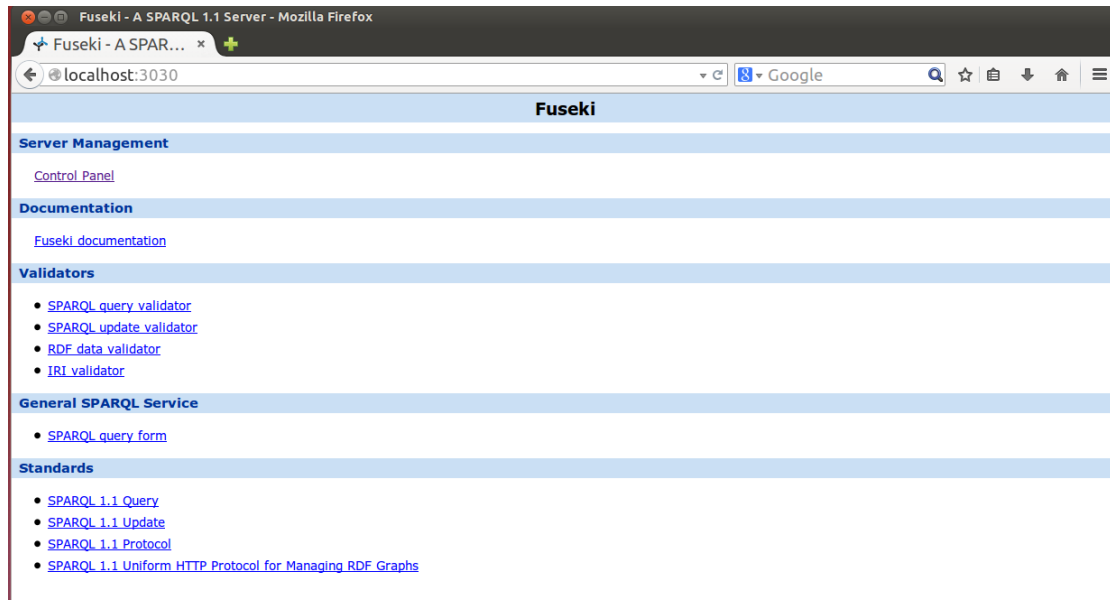 Fuseki - A SPARQL 1.1 Server - Mozilla Firefox
Fuseki - A SPAR...
localhost:3030
Google
Fuseki
Server Management
Control Panel
Documentation
Fuseki documentation
Validators
SPARQL query validator
SPARQL update validator
RDF data validator
IRI validator
General SPARQL Service
SPARQL query form
Standards
SPARQL 1.1 Query
SPARQL 1.1 Update
SPARQL 1.1 Protocol
SPARQL 1.1 Uniform HTTP Protocol for Managing RDF Graphs